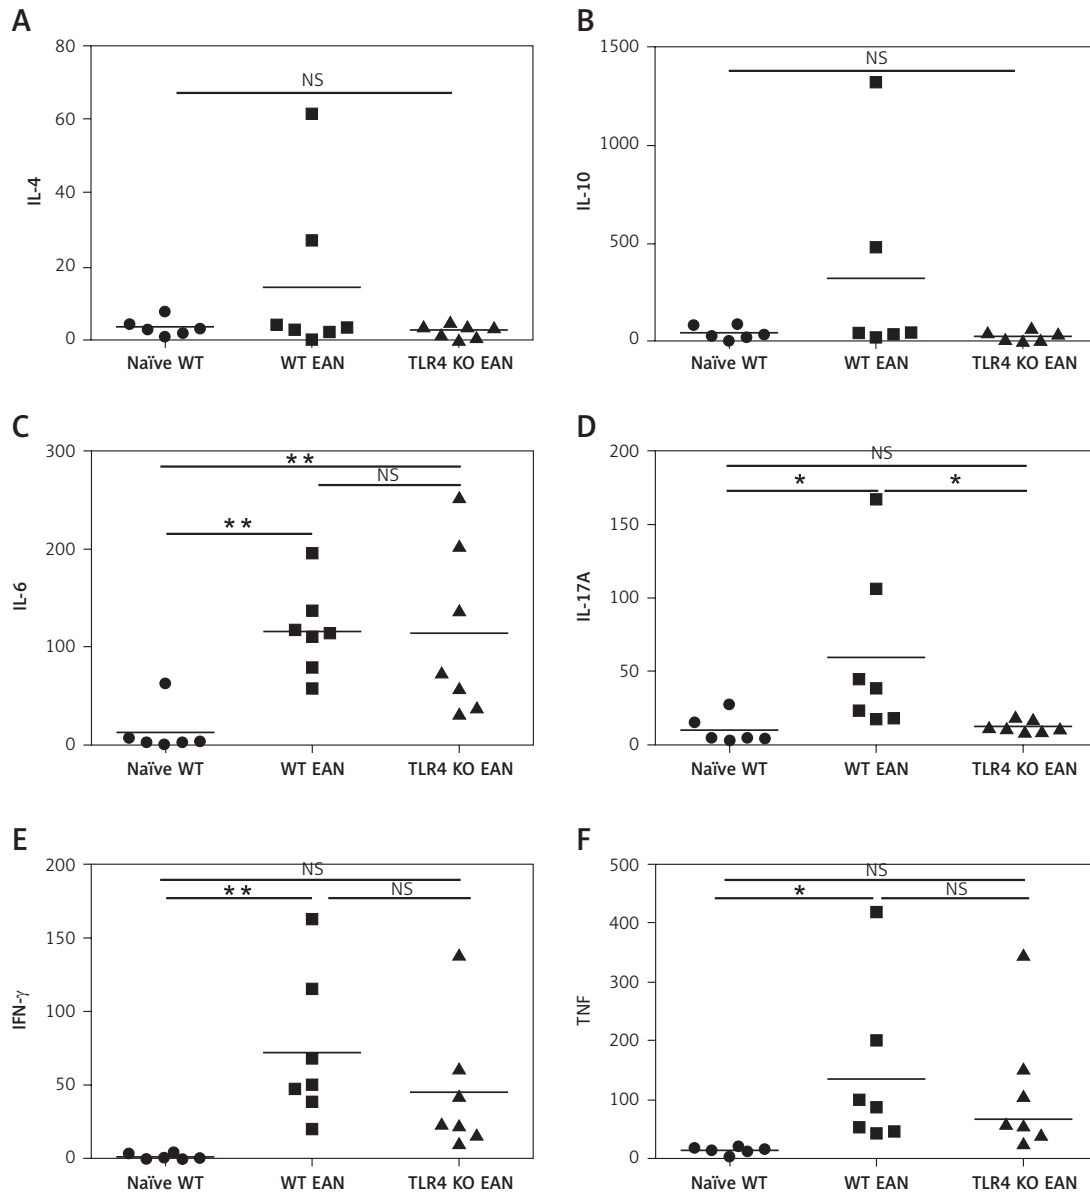 A
80
60
40
20
0
IL-4
NS
Naïve WT WT EAN TLR4 KO EAN
B
1500
1000
500
0
IL-10
NS
Naïve WT WT EAN TLR4 KO EAN
C
300
200
100
0
IL-6
**
NS
**
Naïve WT WT EAN TLR4 KO EAN
D
200
150
100
50
0
IL-17A
NS
* *
Naïve WT WT EAN TLR4 KO EAN
E
200
150
100
50
0
IFN-γ
NS
** NS
Naïve WT WT EAN TLR4 KO EAN
F
500
400
300
200
100
0
TNF
NS
* NS
Naïve WT WT EAN TLR4 KO EAN